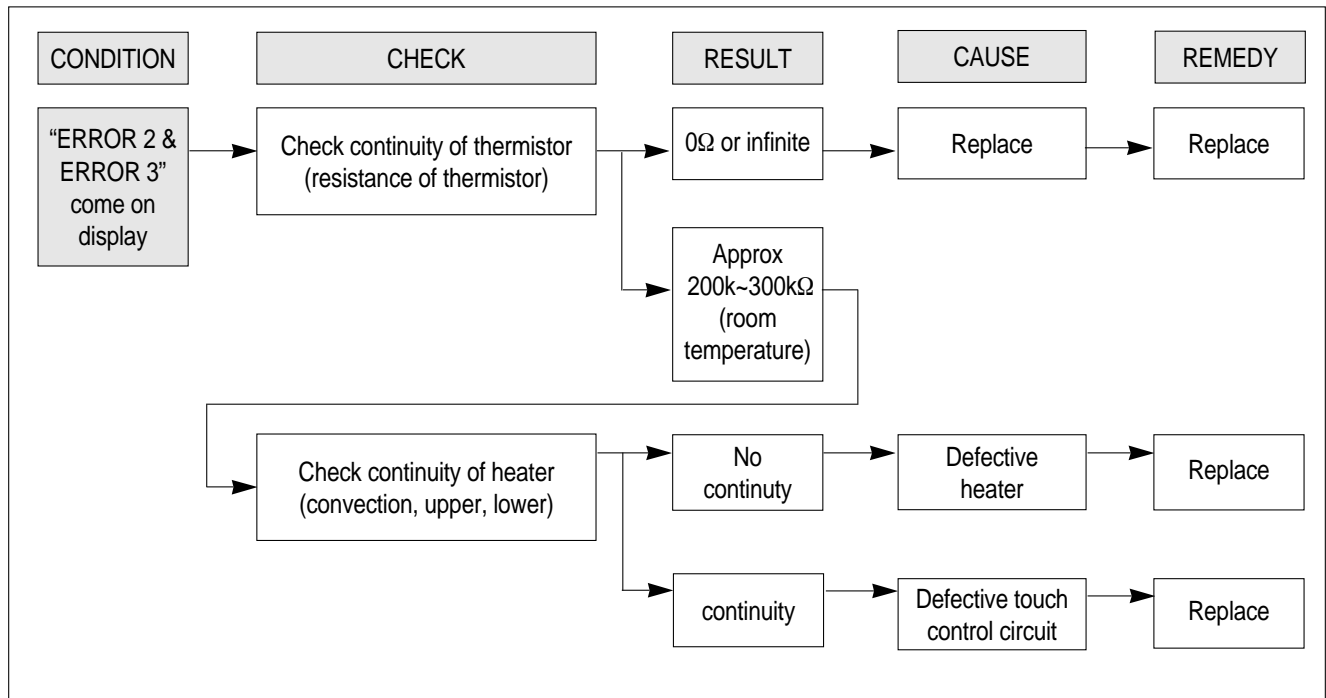 CONDITION
CHECK
RESULT
CAUSE
REMEDY
“ERROR 2 &
ERROR 3”
come on
display
Check continuity of thermistor
(resistance of thermistor)
0Ω or infinite
Replace
Replace
Approx
200k~300kΩ
(room
temperature)
Check continuity of heater
(convection, upper, lower)
No
continuty
Defective
heater
Replace
continuity
Defective touch
control circuit
Replace